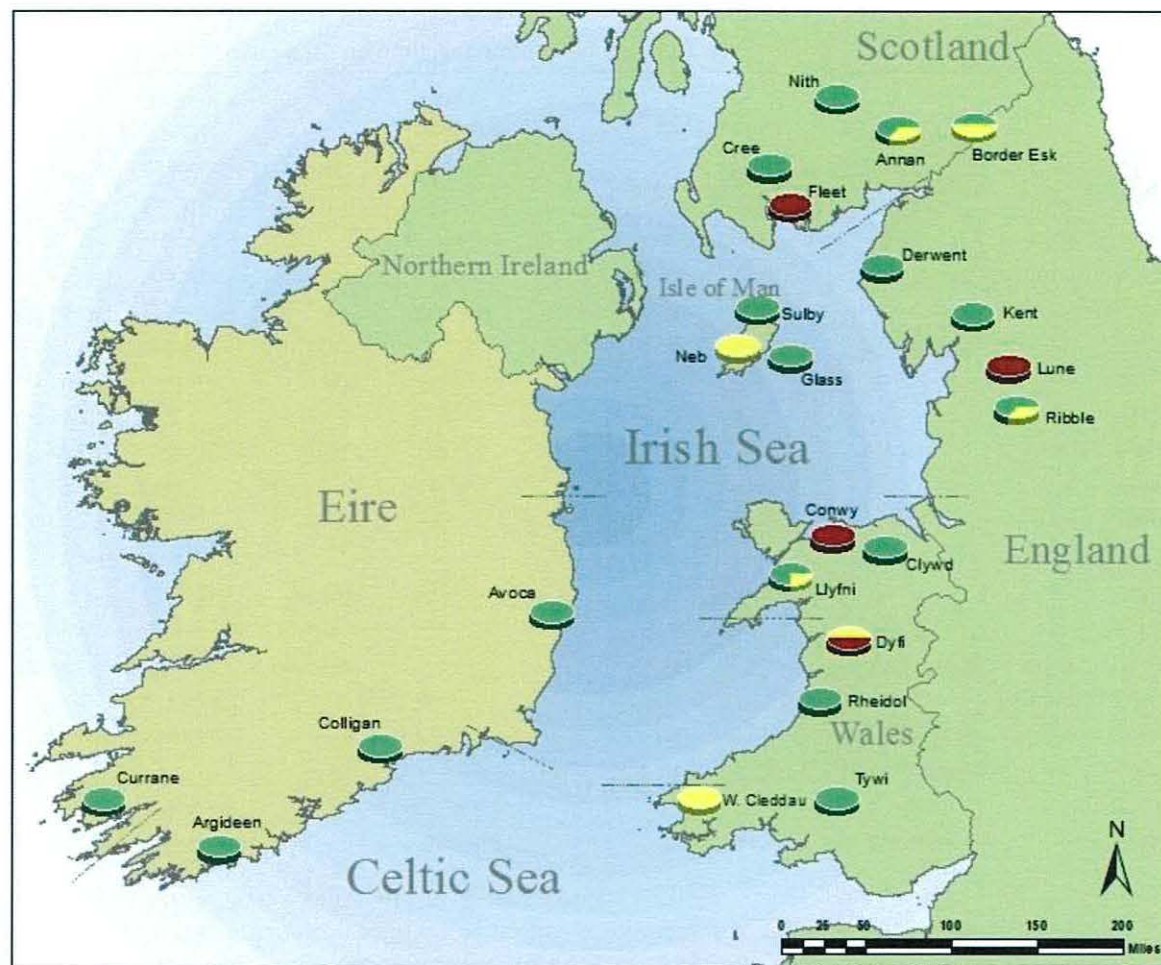 Scotland
Nith
Annan
Border Esk
Cree
Fleet
Derwent
Northern Ireland
Isle of Man
Sulby
Kent
Neb
Glass
Lune
Ribble
Irish Sea
Eire
Conwy
England
Clywd
Llyfni
Avoca
Dyfi
Rheidol
Colligan
Wales
Currane
W. Cleddau
Tywi
Argideen
N
Celtic Sea
0 25 50 100 150 200
Miles